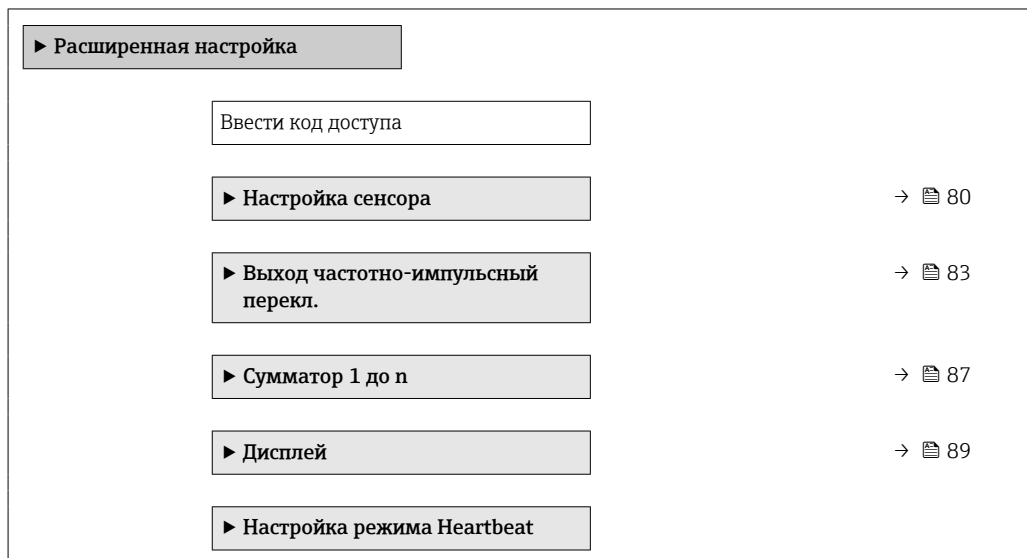 ▶ Расширенная настройка
Ввести код доступа
▶ Настройка сенсора → 80
▶ Выход частотно-импульсный → 83
перекл.
▶ Сумматор 1 до n → 87
▶ Дисплей → 89
▶ Настройка режима Heartbeat